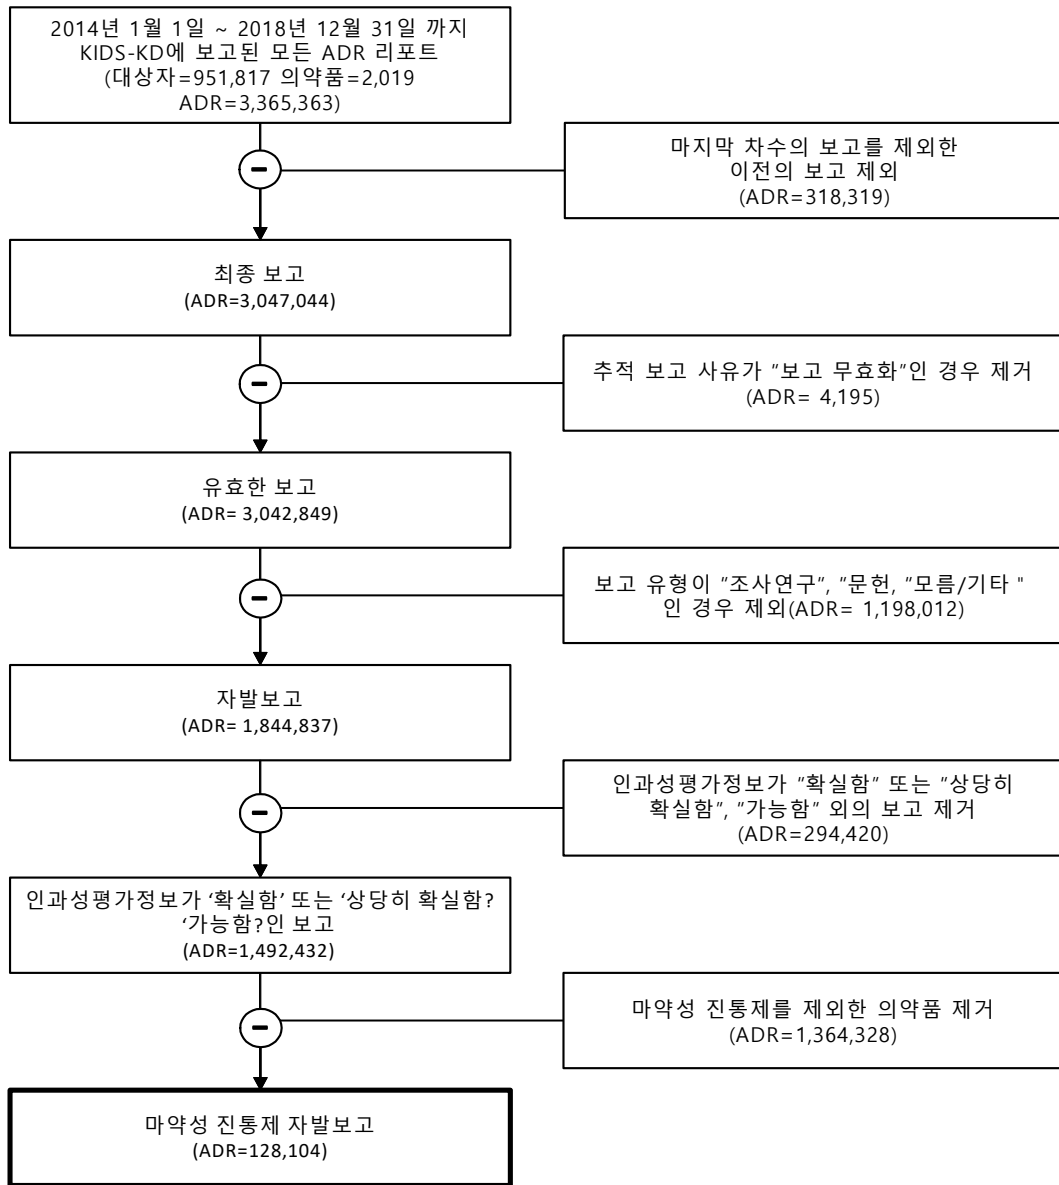 2014년 1월 1일 ~ 2018년 12월 31일 까지
KIDS-KD에 보고된 모든 ADR 리포트
(대상자=951,817 의약품=2,019
ADR=3,365,363)
마지막 차수의 보고를 제외한
이전의 보고 제외
(ADR=318,319)
최종 보고
(ADR=3,047,044)
추적 보고 사유가 "보고 무효화"인 경우 제거
(ADR= 4,195)
유효한 보고
(ADR= 3,042,849)
보고 유형이 "조사연구", "문헌, "모름/기타 "
인 경우 제외(ADR= 1,198,012)
자발보고
(ADR= 1,844,837)
인과성평가정보가 "확실함" 또는 "상당히
확실함", "가능함" 외의 보고 제거
(ADR=294,420)
인과성평가정보가 ‘확실함’ 또는 ‘상당히 확실함?
‘가능함?인 보고
(ADR=1,492,432)
마약성 진통제를 제외한 의약품 제거
(ADR=1,364,328)
마약성 진통제 자발보고
(ADR=128,104)